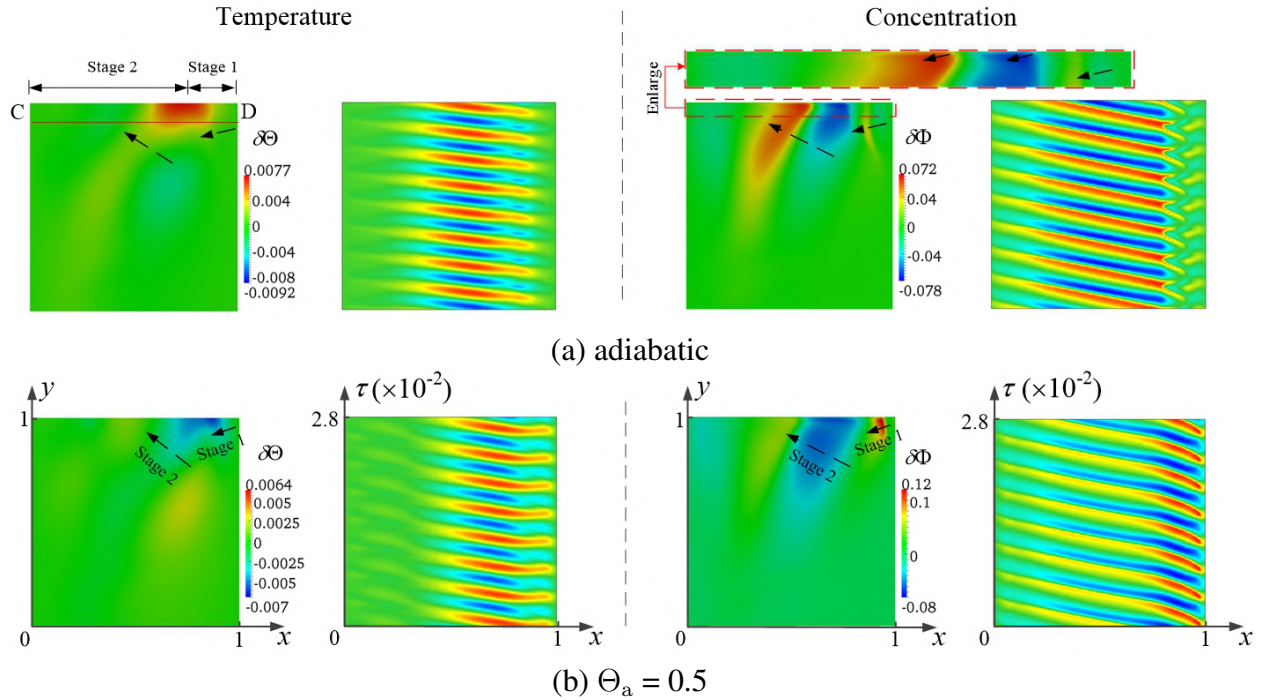 Temperature
Concentration
Stage 2
Stage 1
Enlarge
C
D
δΘ
0.0077
0.004
0
-0.004
-0.008
-0.0092
δΦ
0.072
0.04
0
-0.04
-0.078
(a) adiabatic
y
1
Stage 1
Stage 2
δΘ
0.0064
0.005
0.0025
0
-0.0025
-0.005
-0.007
0
1
x
τ (×10-2)
2.8
0
1
x
y
1
Stage 1
Stage 2
δΦ
0.12
0.1
0
-0.08
0
1
x
τ (×10-2)
2.8
0
1
x
(b) Θa = 0.5